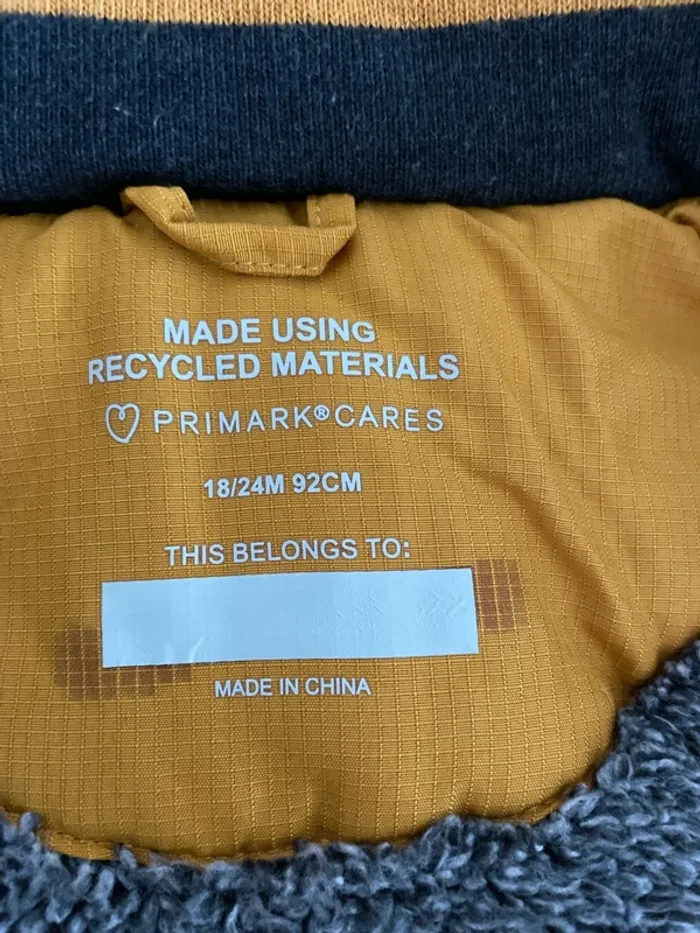 MADE USING
RECYCLED MATERIALS
PRIMARK®CARES
18/24M 92CM
THIS BELONGS TO:
MADE IN CHINA